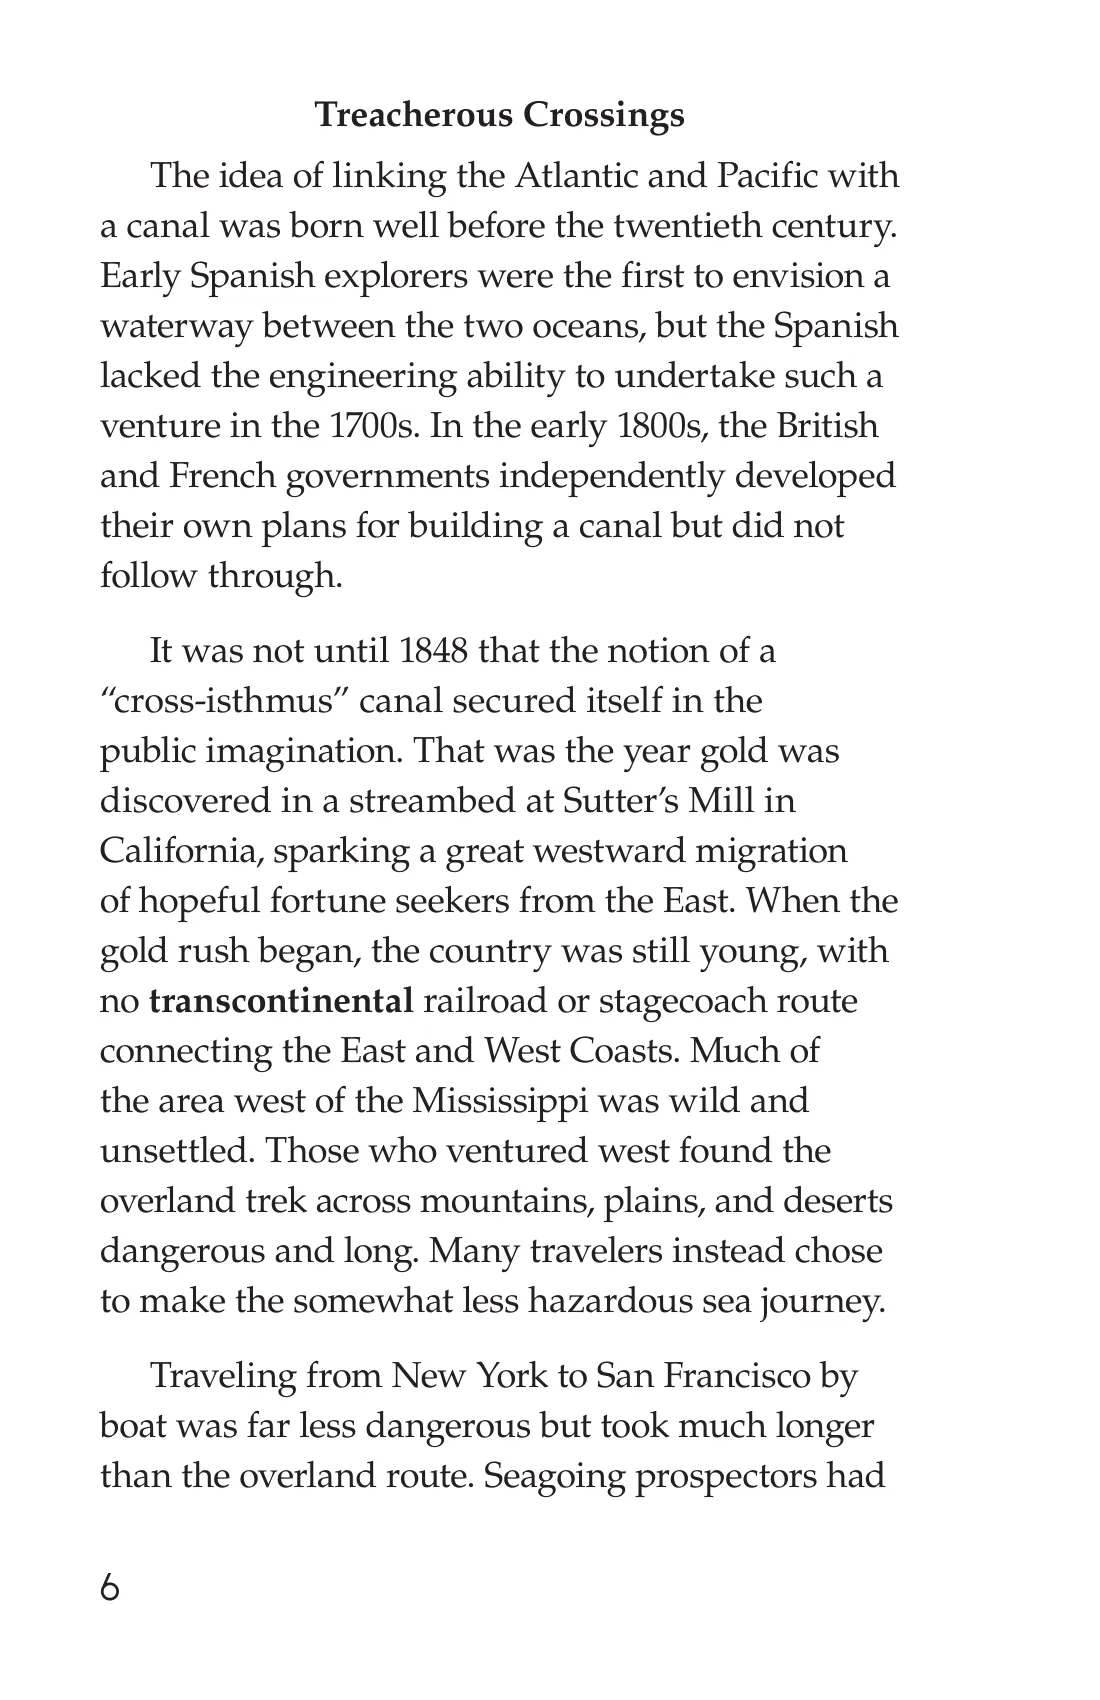 Treacherous Crossings
The idea of linking the Atlantic and Pacific with
a canal was born well before the twentieth century.
Early Spanish explorers were the first to envision a
waterway between the two oceans, but the Spanish
lacked the engineering ability to undertake such a
venture in the 1700s. In the early 1800s, the British
and French governments independently developed
their own plans for building a canal but did not
follow through.
It was not until 1848 that the notion of a
“cross-isthmus” canal secured itself in the
public imagination. That was the year gold was
discovered in a streambed at Sutter’s Mill in
California, sparking a great westward migration
of hopeful fortune seekers from the East. When the
gold rush began, the country was still young, with
no transcontinental railroad or stagecoach route
connecting the East and West Coasts. Much of
the area west of the Mississippi was wild and
unsettled. Those who ventured west found the
overland trek across mountains, plains, and deserts
dangerous and long. Many travelers instead chose
to make the somewhat less hazardous sea journey.
Traveling from New York to San Francisco by
boat was far less dangerous but took much longer
than the overland route. Seagoing prospectors had
6